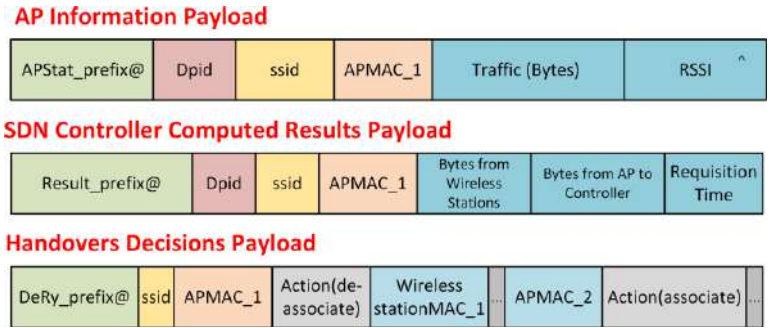 AP Information Payload
APStat_prefix@ Dpid ssid APMAC_1 Traffic (Bytes) RSSI ^
SDN Controller Computed Results Payload
Result_prefix@ Dpid ssid APMAC_1 Bytes from Wireless Stations Bytes from AP to Controller Requisition Time
Handovers Decisions Payload
DeRy_prefix@ ssid APMAC_1 Action(de-associate) Wireless stationMAC_1 ... APMAC_2 Action(associate) ...